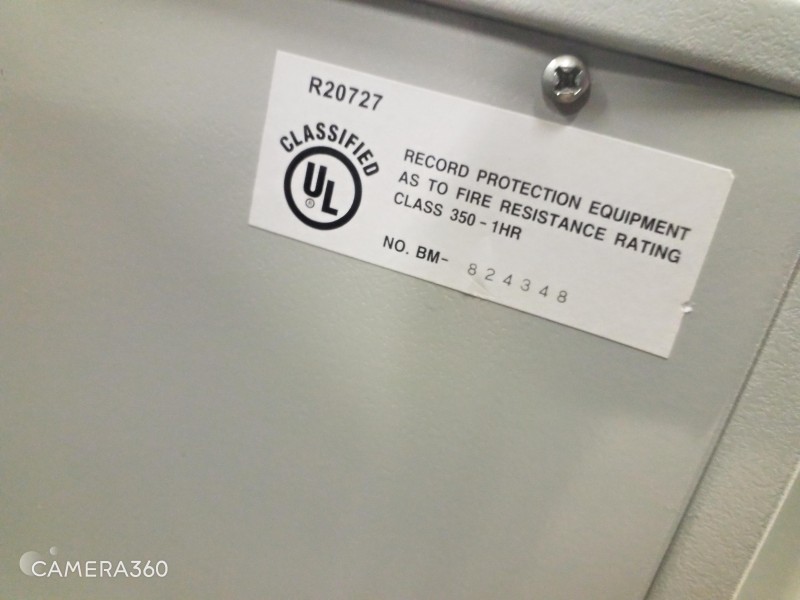 R20727
CLASSIFIED
UL
®
RECORD PROTECTION EQUIPMENT
AS TO FIRE RESISTANCE RATING
CLASS 350 - 1HR
NO. BM- 824348
CAMERA360